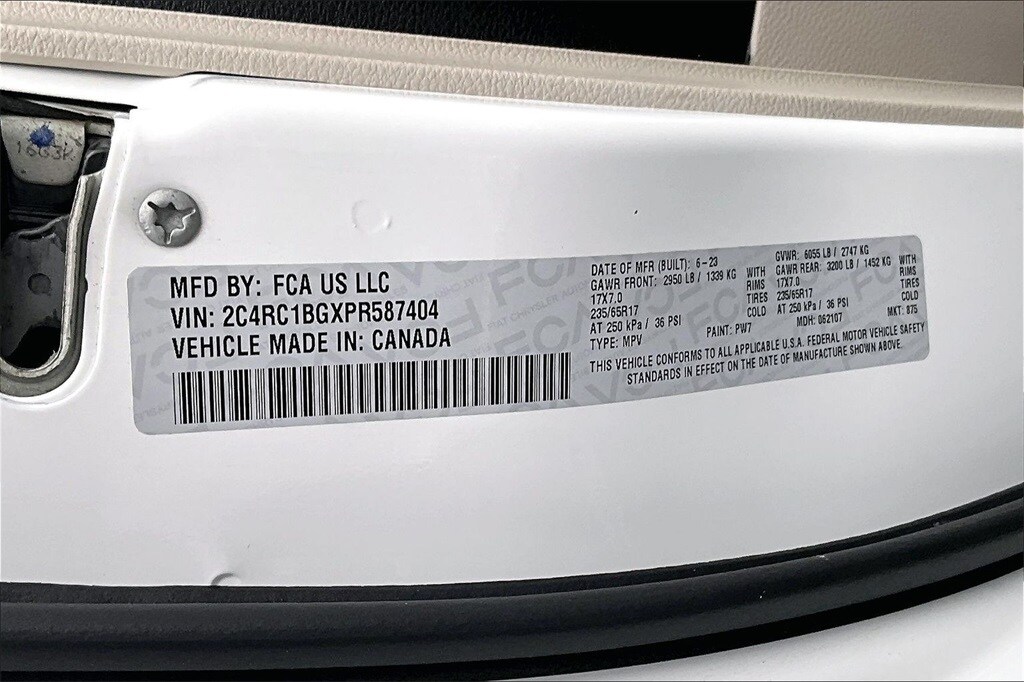 MFD BY: FCA US LLC
VIN: 2C4RC1BGXPR587404
VEHICLE MADE IN: CANADA
DATE OF MFR (BUILT): 6-23
GAWR FRONT: 2950 LB / 1339 KG WITH
17X7.0 RIMS
235/65R17 TIRES
AT 250 kPa / 36 PSI COLD
TYPE: MPV PAINT: PW7
GVWR: 6055 LB / 2747 KG
GAWR REAR: 3200 LB / 1452 KG WITH
17X7.0 RIMS
235/65R17 TIRES
AT 250 kPa / 36 PSI COLD
MDH: 062107 MKT: 875
THIS VEHICLE CONFORMS TO ALL APPLICABLE U.S.A. FEDERAL MOTOR VEHICLE SAFETY
STANDARDS IN EFFECT ON THE DATE OF MANUFACTURE SHOWN ABOVE.